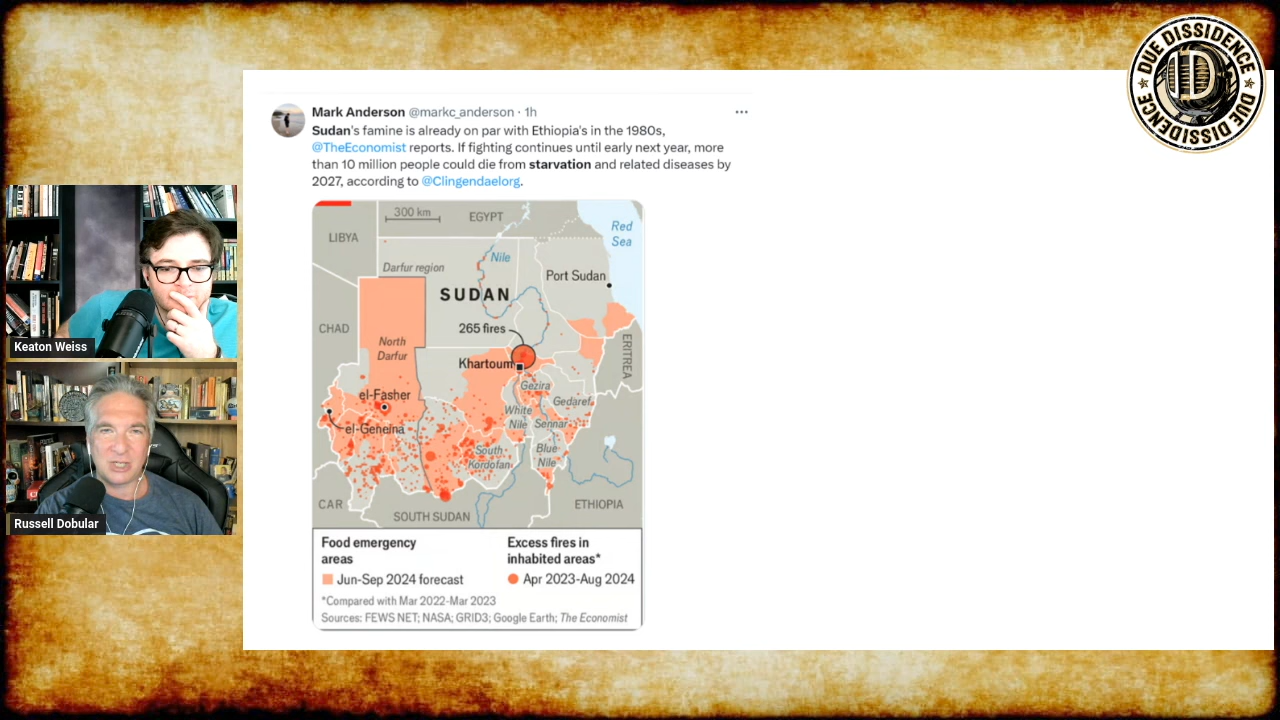 DUE DISSIDENCE
DUE DISSIDENCE
D
Mark Anderson @markc_anderson · 1h
Sudan's famine is already on par with Ethiopia's in the 1980s,
@TheEconomist reports. If fighting continues until early next year, more
than 10 million people could die from starvation and related diseases by
2027, according to @Clingendaelorg.
300 km
EGYPT
LIBYA
Red
Sea
Nile
Darfur region
Port Sudan
SUDAN
CHAD
265 fires
North
Darfur
Khartoum
ERITREA
Gezira
el-Fasher
White
Nile
Gedaref
Sennar
el-Geneina
South
Kordofan
Blue
Nile
CAR
SOUTH SUDAN
ETHIOPIA
Food emergency
areas
Jun-Sep 2024 forecast
Excess fires in
inhabited areas*
Apr 2023-Aug 2024
*Compared with Mar 2022-Mar 2023
Sources: FEWS NET; NASA; GRID3; Google Earth; The Economist
Keaton Weiss
Russell Dobular